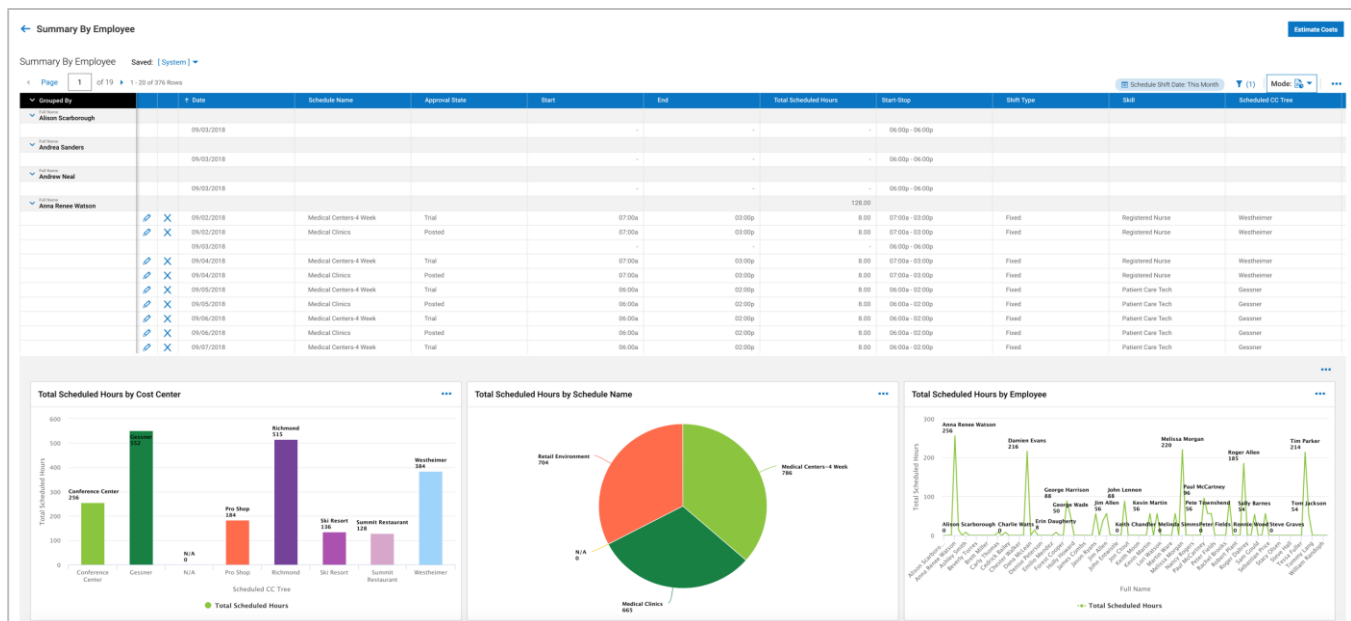 ← Summary By Employee
Estimate Costs
Summary By Employee Saved: [ System ]
Page 1 of 19 1 - 20 of 376 Rows
Schedule Shift Date: This Month (1) Mode:
Grouped By ↑ Date Schedule Name Approval State Start End Total Scheduled Hours Start-Stop Shift Type Skill Scheduled CC Tree
Full Name
Alison Scarborough
09/03/2018 - - - 06:00p - 06:00p
Full Name
Andrea Sanders
09/03/2018 - - - 06:00p - 06:00p
Full Name
Andrew Neal
09/03/2018 - - - 06:00p - 06:00p
Full Name
Anna Renee Watson 128.00
09/02/2018 Medical Centers-4 Week Trial 07:00a 03:00p 8.00 07:00a - 03:00p Fixed Registered Nurse Westheimer
09/02/2018 Medical Clinics Posted 07:00a 03:00p 8.00 07:00a - 03:00p Fixed Registered Nurse Westheimer
09/03/2018 - - - 06:00p - 06:00p
09/04/2018 Medical Centers-4 Week Trial 07:00a 03:00p 8.00 07:00a - 03:00p Fixed Registered Nurse Westheimer
09/04/2018 Medical Clinics Posted 07:00a 03:00p 8.00 07:00a - 03:00p Fixed Registered Nurse Westheimer
09/05/2018 Medical Centers-4 Week Trial 06:00a 02:00p 8.00 06:00a - 02:00p Fixed Patient Care Tech Gessner
09/05/2018 Medical Clinics Posted 06:00a 02:00p 8.00 06:00a - 02:00p Fixed Patient Care Tech Gessner
09/06/2018 Medical Centers-4 Week Trial 06:00a 02:00p 8.00 06:00a - 02:00p Fixed Patient Care Tech Gessner
09/06/2018 Medical Clinics Posted 06:00a 02:00p 8.00 06:00a - 02:00p Fixed Patient Care Tech Gessner
09/07/2018 Medical Centers-4 Week Trial 06:00a 02:00p 8.00 06:00a - 02:00p Fixed Patient Care Tech Gessner
Total Scheduled Hours by Cost Center
Total Scheduled Hours
600
500
400
300
200
100
0
Conference Center
256
Gessner
552
N/A
0
Pro Shop
184
Richmond
515
Ski Resort
136
Summit Restaurant
128
Westheimer
384
Conference Center Gessner N/A Pro Shop Richmond Ski Resort Summit Restaurant Westheimer
Scheduled CC Tree
Total Scheduled Hours
Total Scheduled Hours by Schedule Name
Retail Environment
704
Medical Centers-4 Week
786
N/A
0
Medical Clinics
665
Total Scheduled Hours by Employee
Total Scheduled Hours
300
200
100
0
Anna Renee Watson
256
Damien Evans
216
Melissa Morgan
220
Tim Parker
214
Roger Allen
185
George Harrison
88
John Lennon
88
Paul McCartney
96
George Wade
50
Jim Allen
56
Kevin Martin
56
Pete Townshend
56
Sally Barnes
54
Tom Jackson
54
Alison Scarborough
0
Charlie Watts
0
Erin Daugherty
8
Keith Chandler
0
Melinda Simms
0
Peter Fields
0
Ronnie Wood
0
Steve Graves
0
Full Name
Total Scheduled Hours